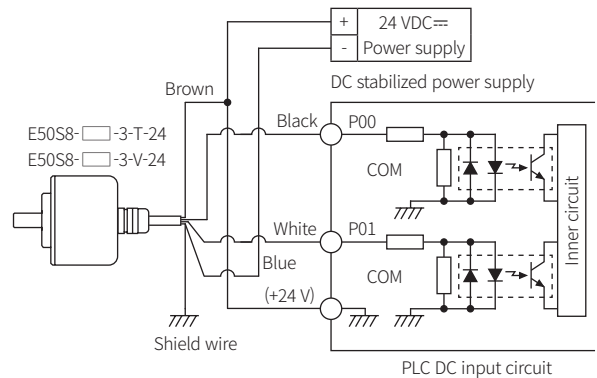 + 24 VDC⎓
- Power supply
DC stabilized power supply
Brown
E50S8- □ -3-T-24
E50S8- □ -3-V-24
Black
P00
COM
White
P01
Blue
COM
(+24 V)
Inner circuit
Shield wire
PLC DC input circuit